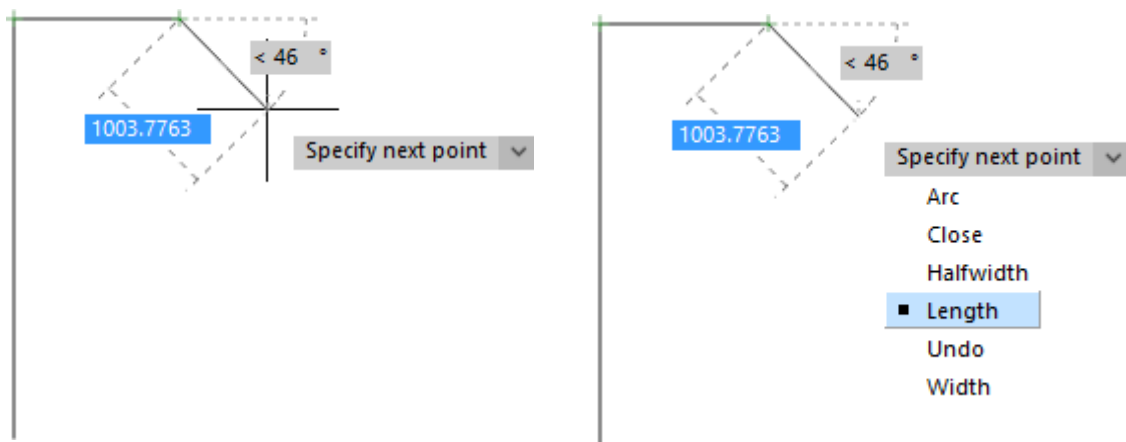 < 46 °
1003.7763
Specify next point
< 46 °
1003.7763
Specify next point
Arc
Close
Halfwidth
Length
Undo
Width